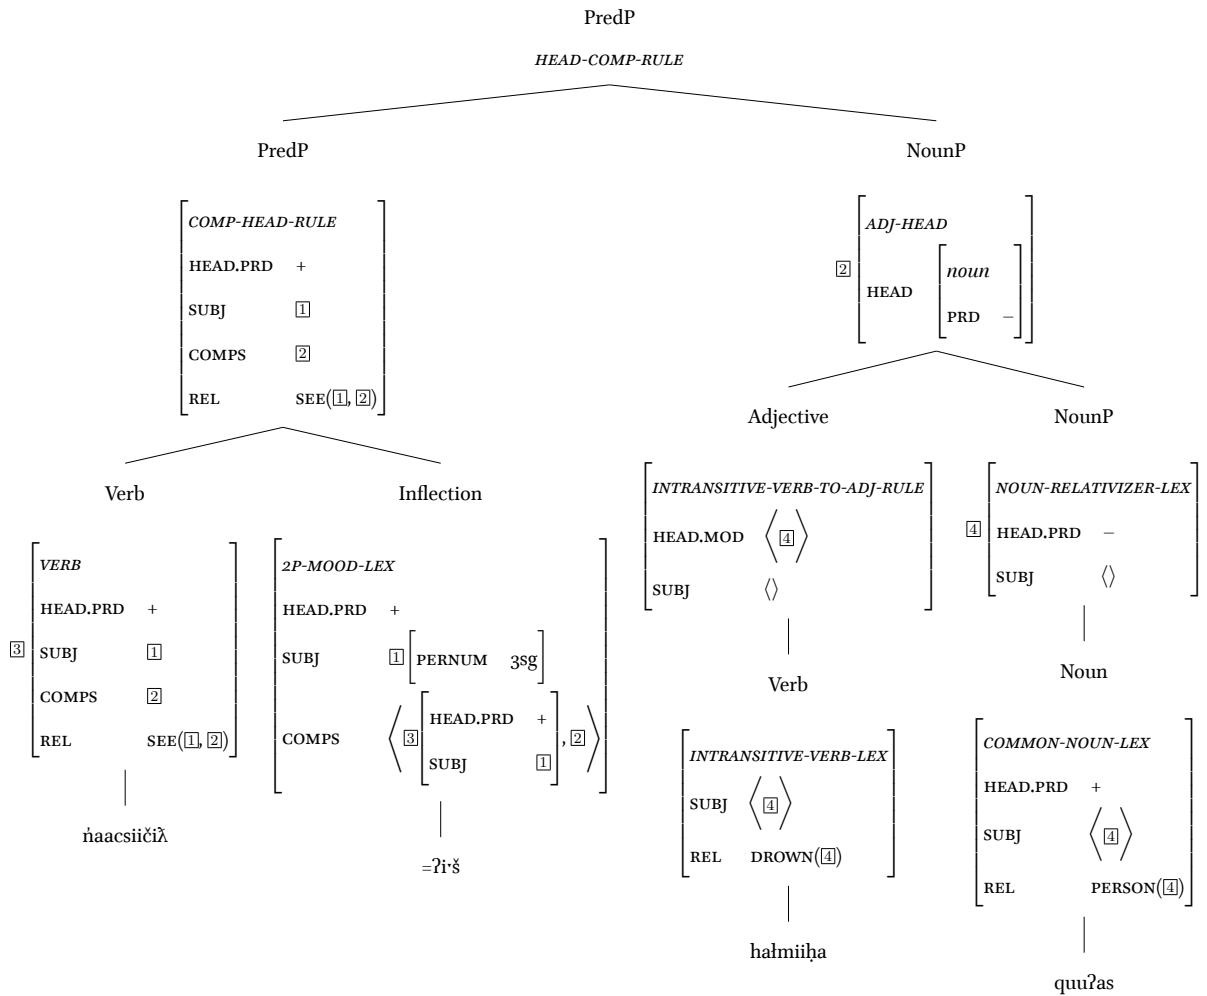 PredP
HEAD-COMP-RULE
PredP
NounP
COMP-HEAD-RULE
HEAD.PRD +
SUBJ 1
COMPS 2
REL SEE(1, 2)
2
ADJ-HEAD
HEAD
noun
PRD −
Adjective
NounP
INTRANSITIVE-VERB-TO-ADJ-RULE
HEAD.MOD ⟨4⟩
SUBJ ⟨⟩
4
NOUN-RELATIVIZER-LEX
HEAD.PRD −
SUBJ ⟨⟩
Verb
Inflection
3
VERB
HEAD.PRD +
SUBJ 1
COMPS 2
REL SEE(1, 2)
2P-MOOD-LEX
HEAD.PRD +
SUBJ 1 [PERNUM 3sg]
COMPS ⟨3 [HEAD.PRD +
SUBJ 1], 2⟩
Verb
Noun
INTRANSITIVE-VERB-LEX
SUBJ ⟨4⟩
REL DROWN(4)
COMMON-NOUN-LEX
HEAD.PRD +
SUBJ ⟨4⟩
REL PERSON(4)
n̓aacsiičiƛ
=ʔi·š
hałmiiḥa
quuʔas